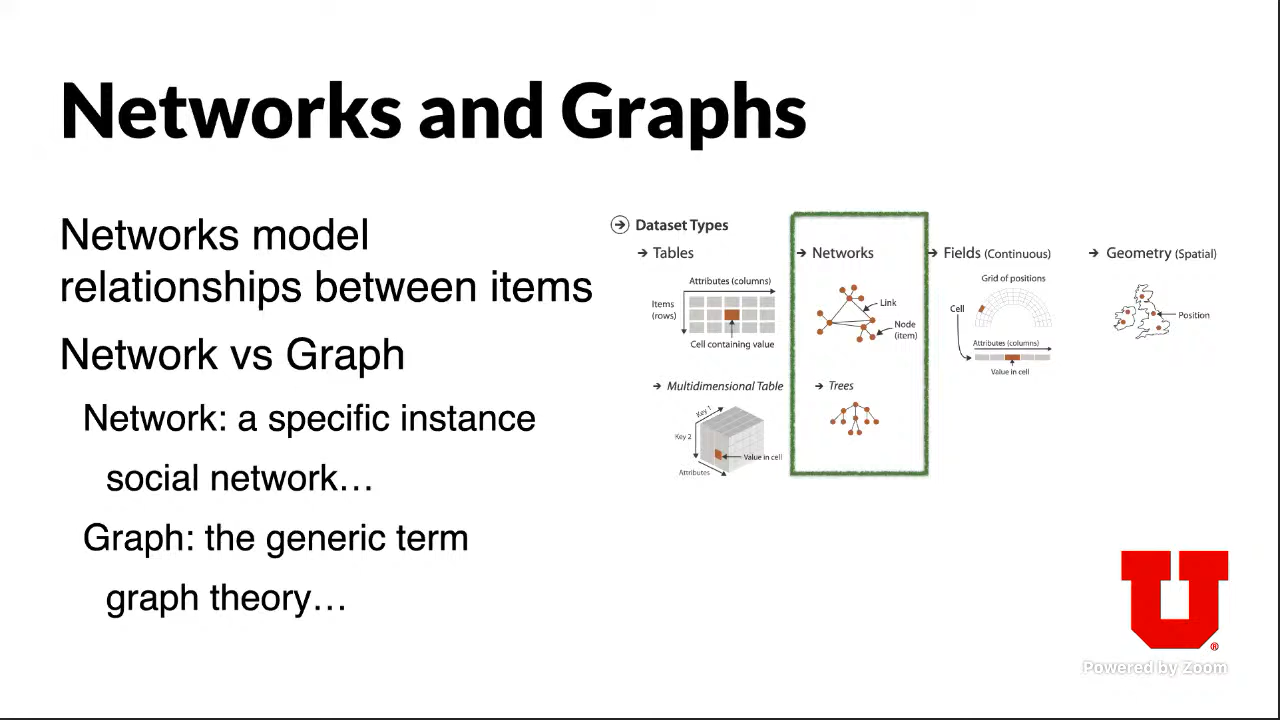 Networks and Graphs
Networks model
relationships between items
Network vs Graph
Network: a specific instance
social network…
Graph: the generic term
graph theory…
Dataset Types
Tables
Attributes (columns)
Items
(rows)
Cell containing value
Multidimensional Table
Key 1
Key 2
Value in cell
Attributes
Networks
Link
Node
(item)
Trees
Fields (Continuous)
Grid of positions
Cell
Attributes (columns)
Value in cell
Geometry (Spatial)
Position
U
®
Powered by Zoom